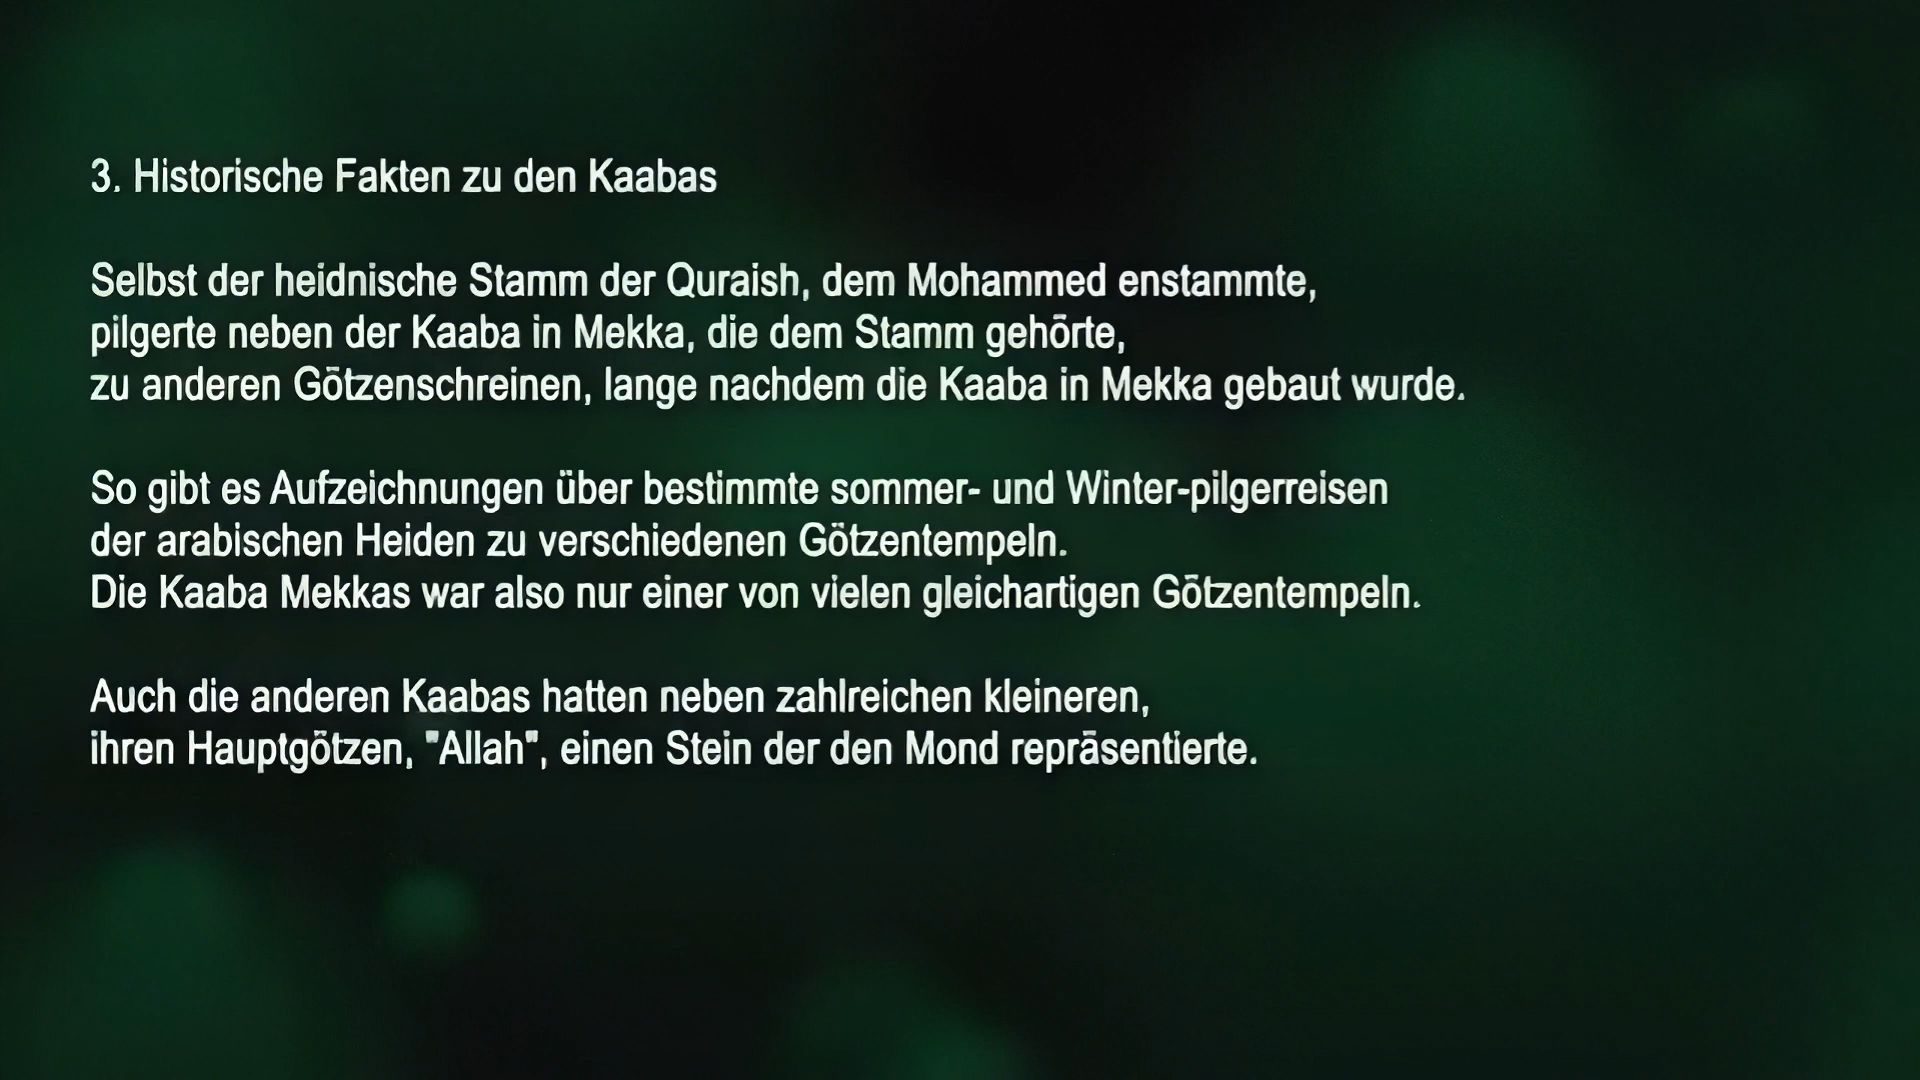 3. Historische Fakten zu den Kaabas
Selbst der heidnische Stamm der Quraish, dem Mohammed enstammte,
pilgerte neben der Kaaba in Mekka, die dem Stamm gehörte,
zu anderen Götzenschreinen, lange nachdem die Kaaba in Mekka gebaut wurde.
So gibt es Aufzeichnungen über bestimmte sommer- und Winter-pilgerreisen
der arabischen Heiden zu verschiedenen Götzentempeln.
Die Kaaba Mekkas war also nur einer von vielen gleichartigen Götzentempeln.
Auch die anderen Kaabas hatten neben zahlreichen kleineren,
ihren Hauptgötzen, "Allah", einen Stein der den Mond repräsentierte.